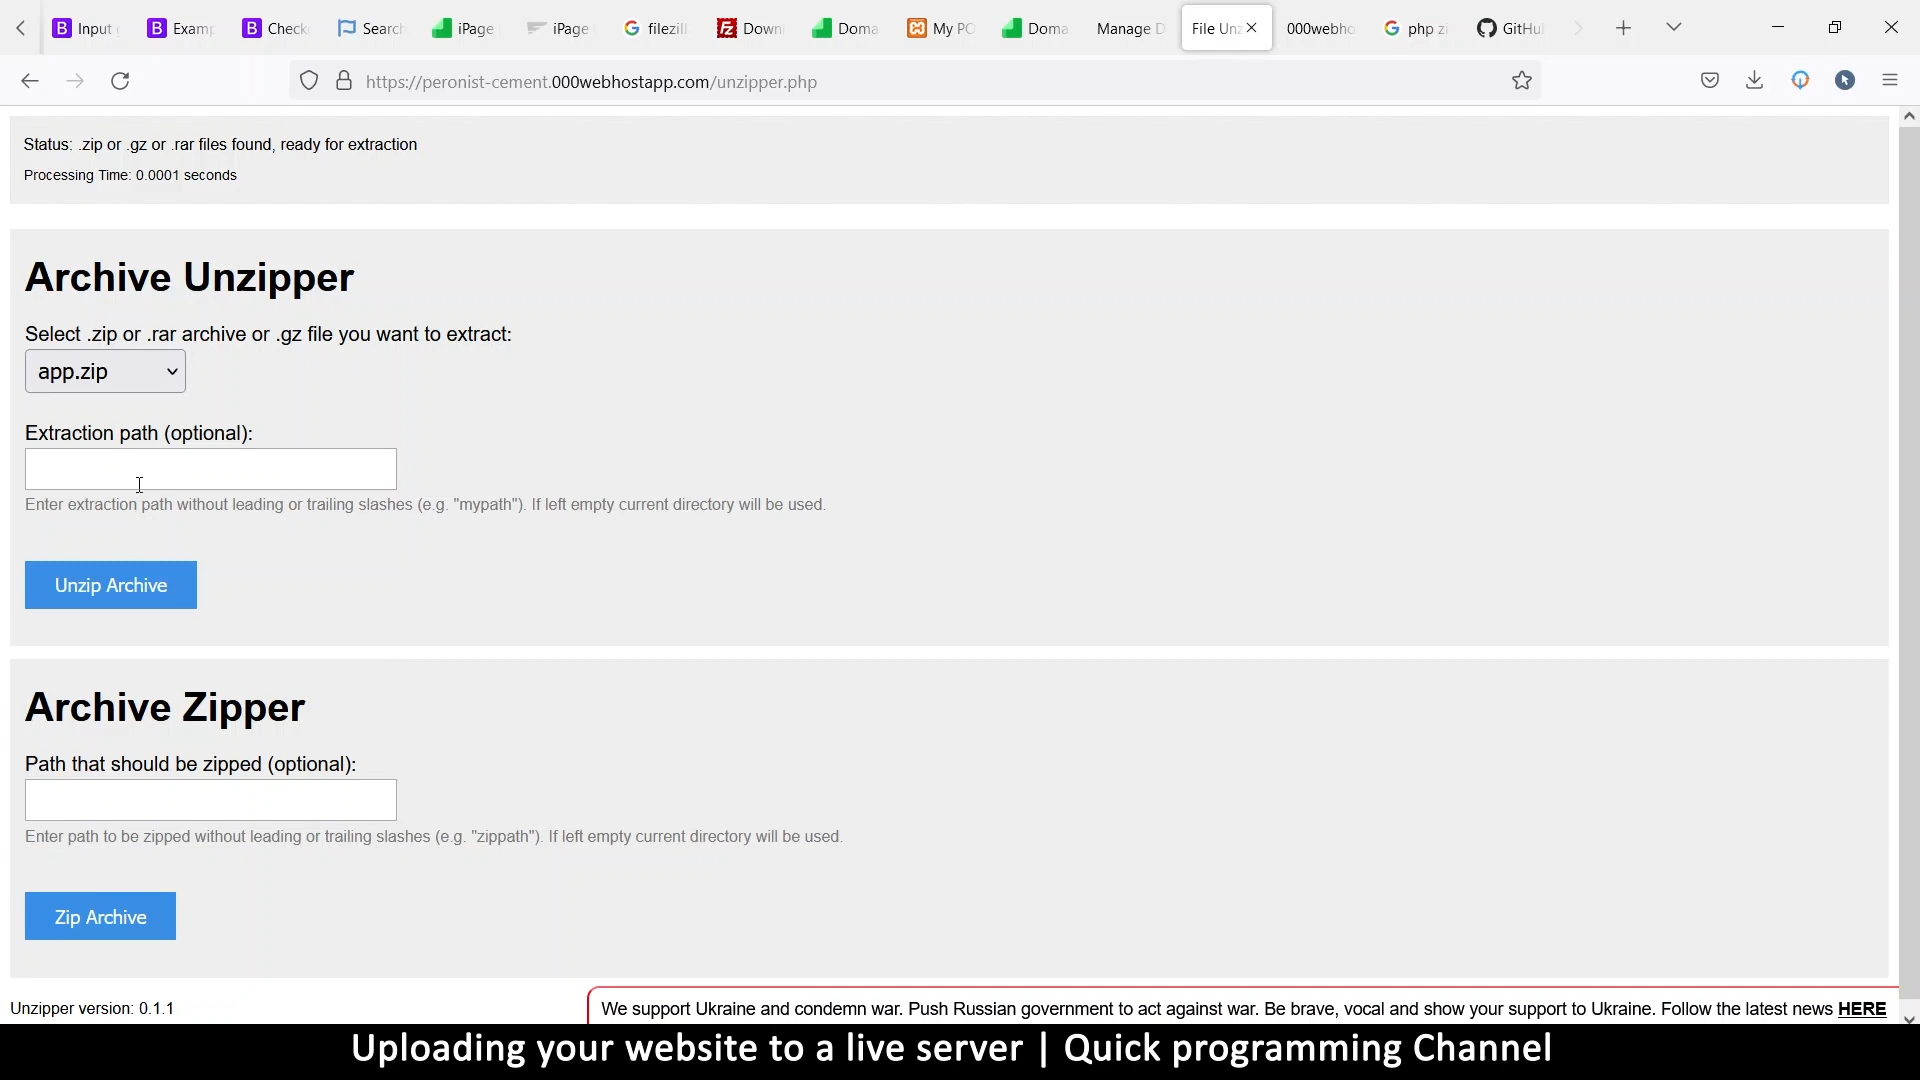 Input
Examp
Check
Search
iPage
iPage
filezill
Down
Doma
My PO
Doma
Manage D
File Unz
000webho
php zi
GitHu
https://peronist-cement.000webhostapp.com/unzipper.php
Status: .zip or .gz or .rar files found, ready for extraction
Processing Time: 0.0001 seconds
Archive Unzipper
Select .zip or .rar archive or .gz file you want to extract:
app.zip
Extraction path (optional):
Enter extraction path without leading or trailing slashes (e.g. "mypath"). If left empty current directory will be used.
Unzip Archive
Archive Zipper
Path that should be zipped (optional):
Enter path to be zipped without leading or trailing slashes (e.g. "zippath"). If left empty current directory will be used.
Zip Archive
Unzipper version: 0.1.1
We support Ukraine and condemn war. Push Russian government to act against war. Be brave, vocal and show your support to Ukraine. Follow the latest news HERE
Uploading your website to a live server | Quick programming Channel